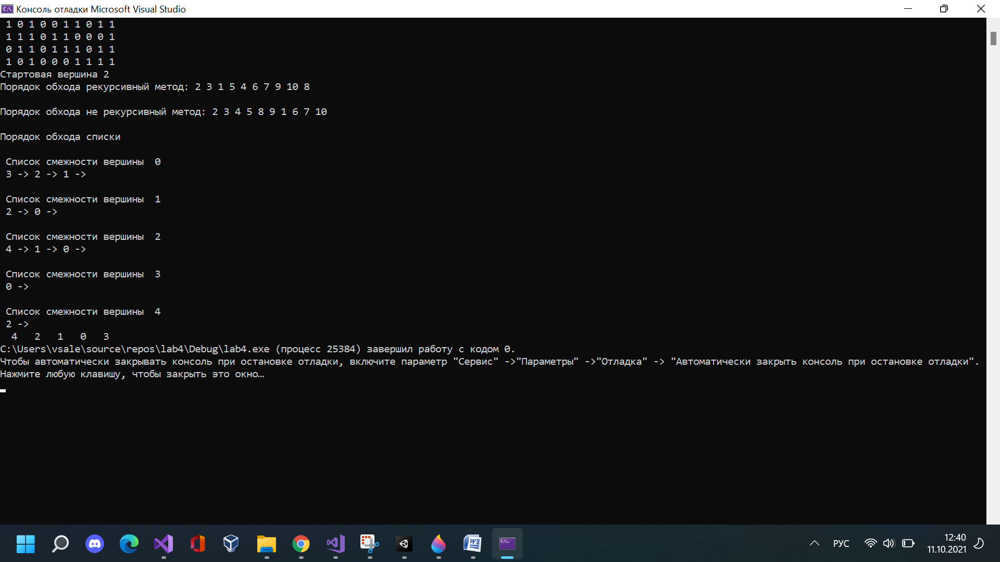 Консоль отладки Microsoft Visual Studio
1 0 1 0 0 1 1 0 1 1
1 1 1 0 1 1 0 0 0 1
0 1 1 0 1 1 1 0 1 1
1 0 1 0 0 0 1 1 1 1
Стартовая вершина 2
Порядок обхода рекурсивный метод: 2 3 1 5 4 6 7 9 10 8
Порядок обхода не рекурсивный метод: 2 3 4 5 8 9 1 6 7 10
Порядок обхода списки
Список смежности вершины 0
3 -> 2 -> 1 ->
Список смежности вершины 1
2 -> 0 ->
Список смежности вершины 2
4 -> 1 -> 0 ->
Список смежности вершины 3
0 ->
Список смежности вершины 4
2 ->
4 2 1 0 3
C:\Users\vsale\source\repos\lab4\Debug\lab4.exe (процесс 25384) завершил работу с кодом 0.
Чтобы автоматически закрывать консоль при остановке отладки, включите параметр "Сервис" ->"Параметры" ->"Отладка" -> "Автоматически закрыть консоль при остановке отладки".
Нажмите любую клавишу, чтобы закрыть это окно…
РУС
12:40
11.10.2021